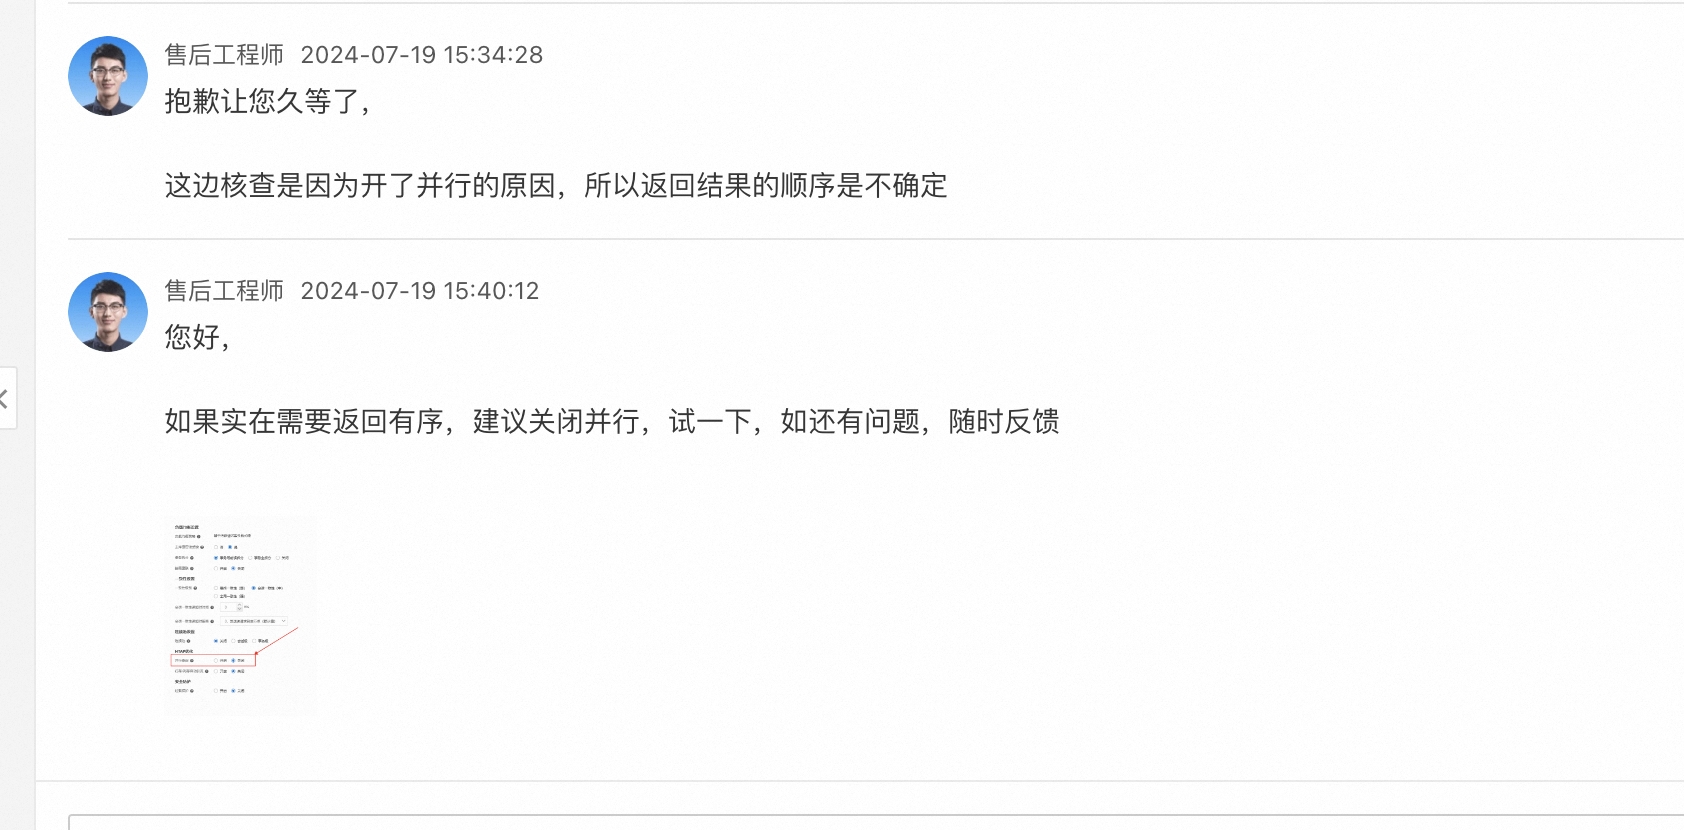 售后工程师 2024-07-19 15:34:28
抱歉让您久等了，
这边核查是因为开了并行的原因，所以返回结果的顺序是不确定
售后工程师 2024-07-19 15:40:12
您好，
如果实在需要返回有序，建议关闭并行，试一下，如还有问题，随时反馈